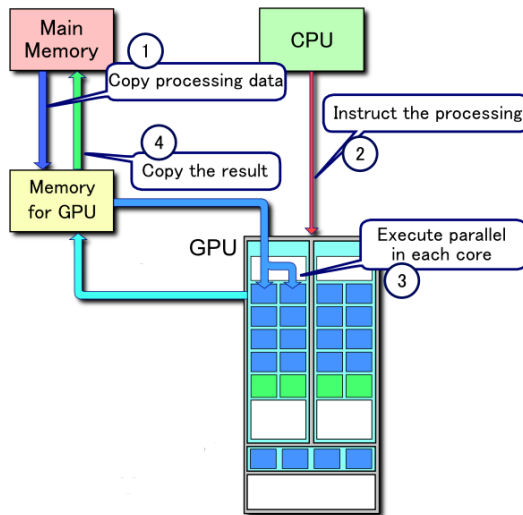 Main
Memory
CPU
1
Copy processing data
Instruct the processing
2
4
Copy the result
Memory
for GPU
GPU
Execute parallel
in each core
3